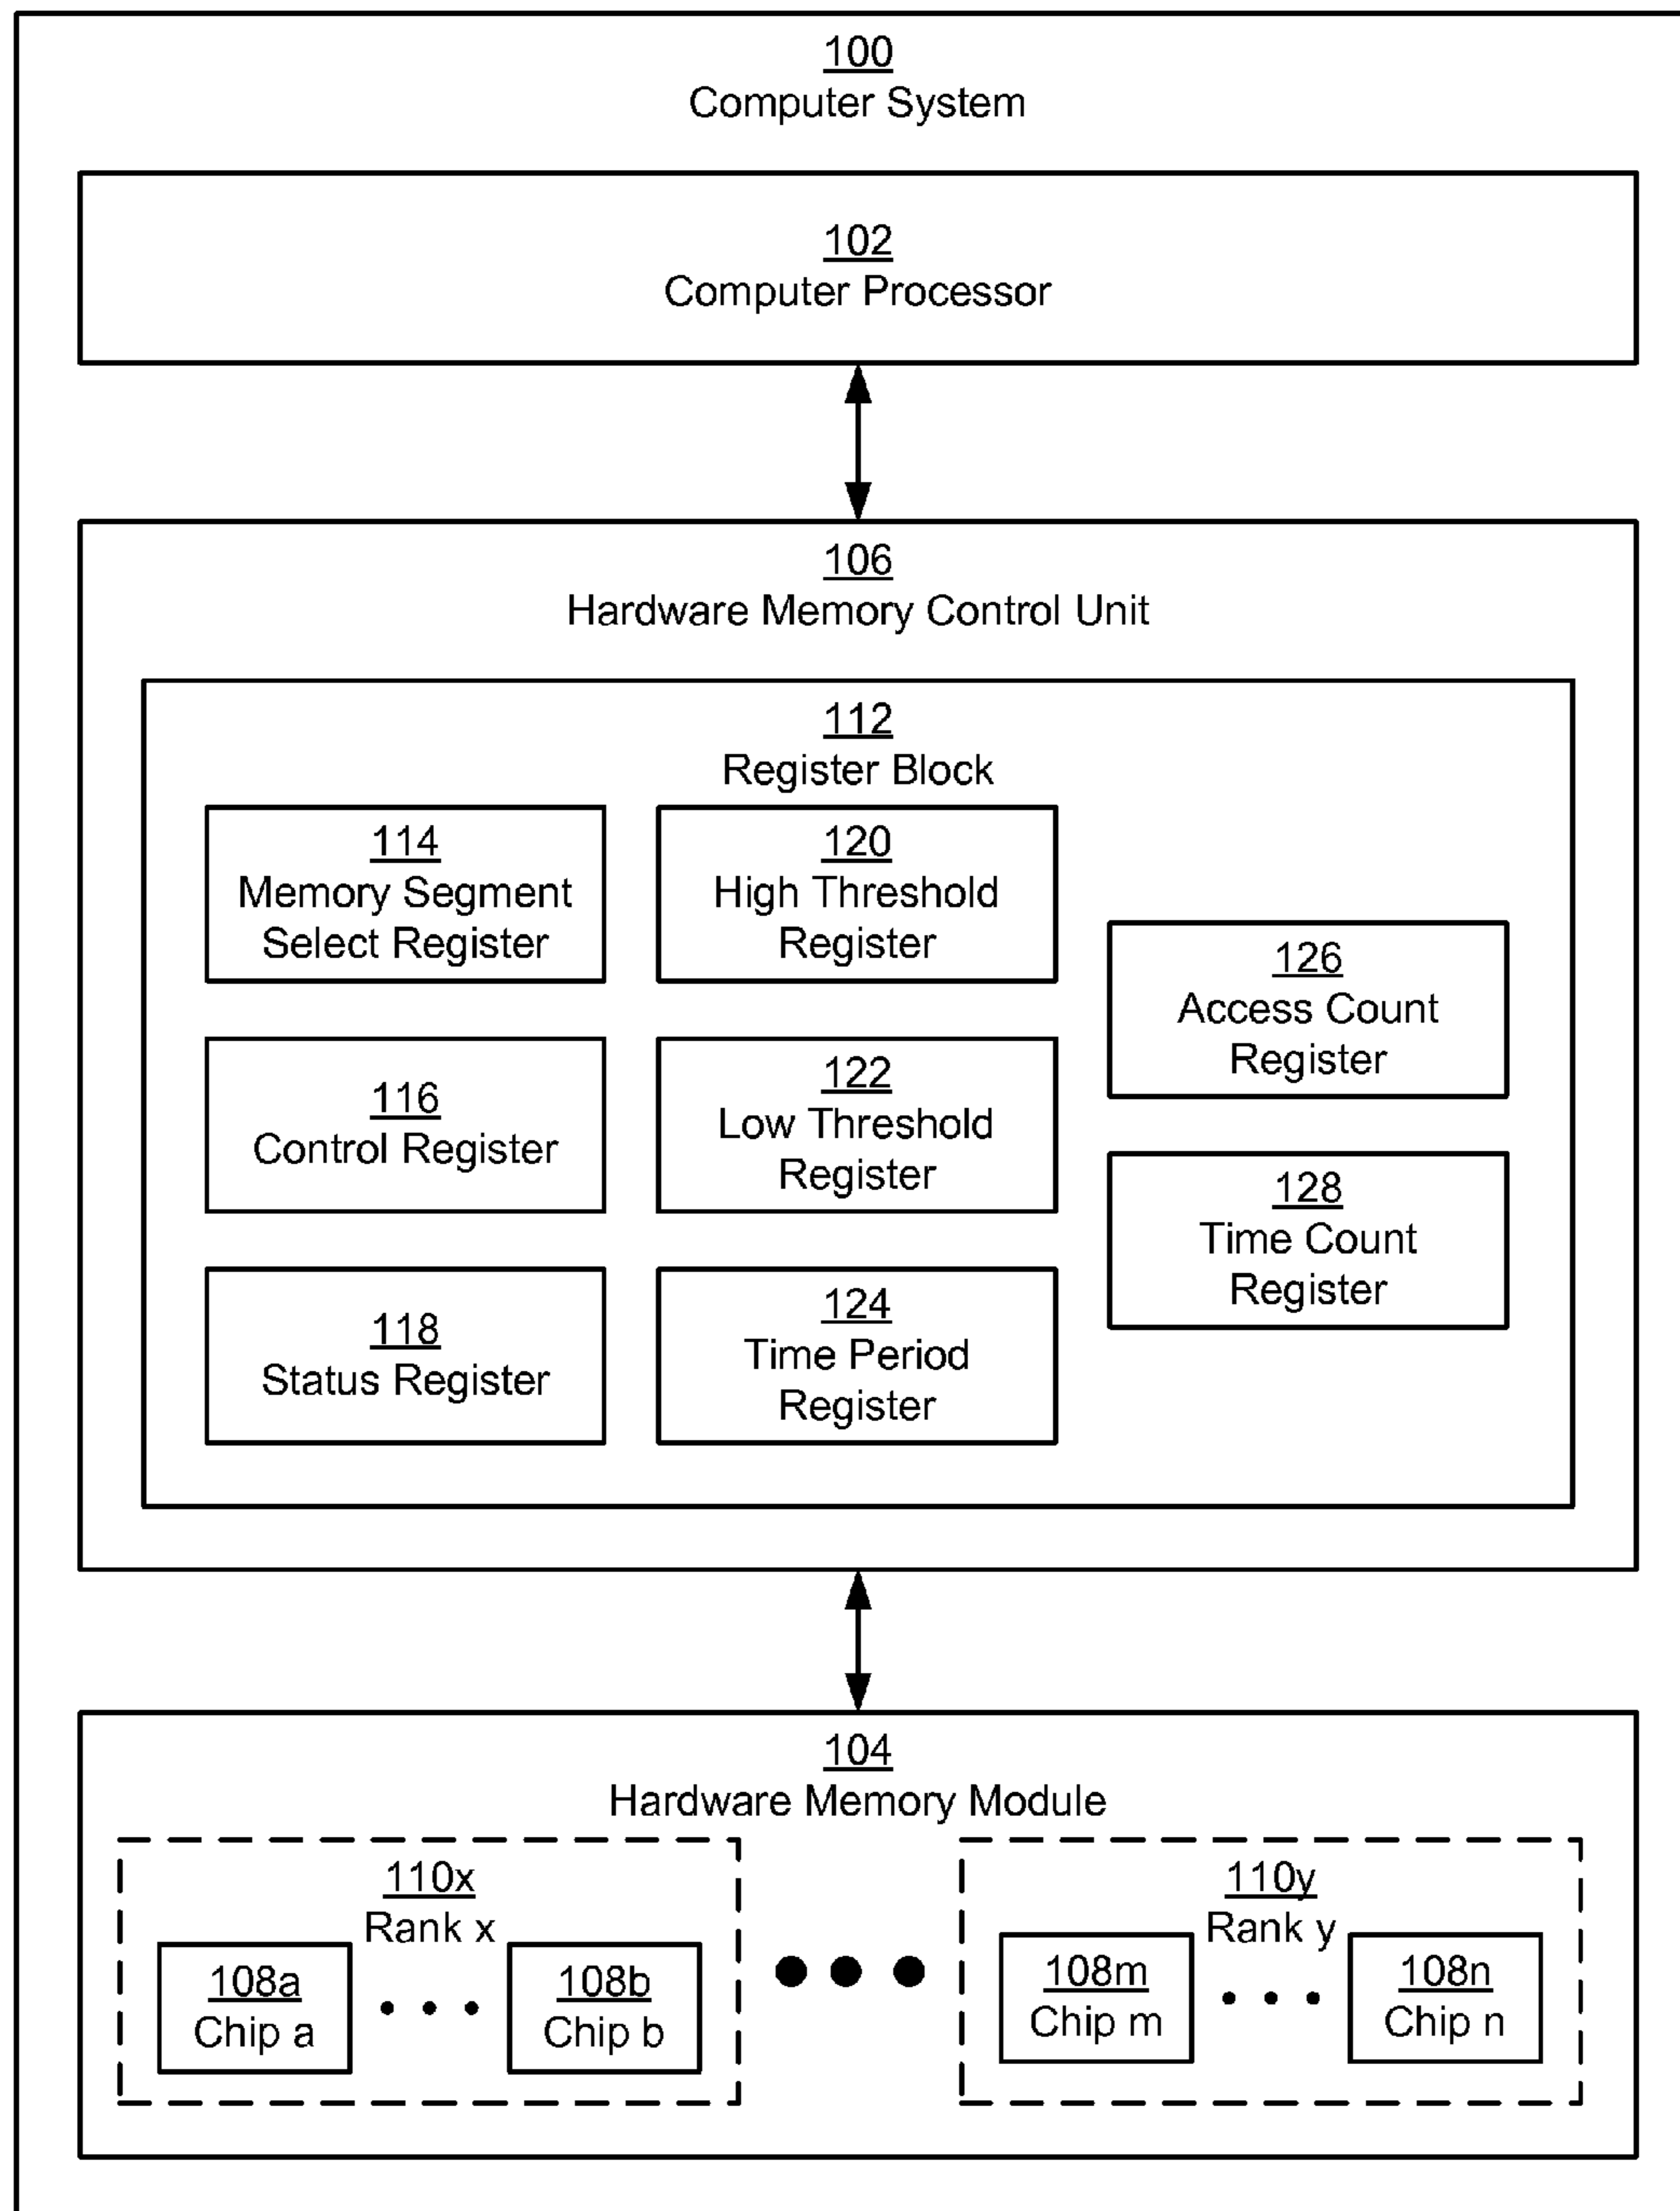 100
Computer System
102
Computer Processor
106
Hardware Memory Control Unit
112
Register Block
114
Memory Segment
Select Register
120
High Threshold
Register
126
Access Count
Register
116
Control Register
122
Low Threshold
Register
128
Time Count
Register
118
Status Register
124
Time Period
Register
104
Hardware Memory Module
110x
Rank x
108a
Chip a
108b
Chip b
110y
Rank y
108m
Chip m
108n
Chip n